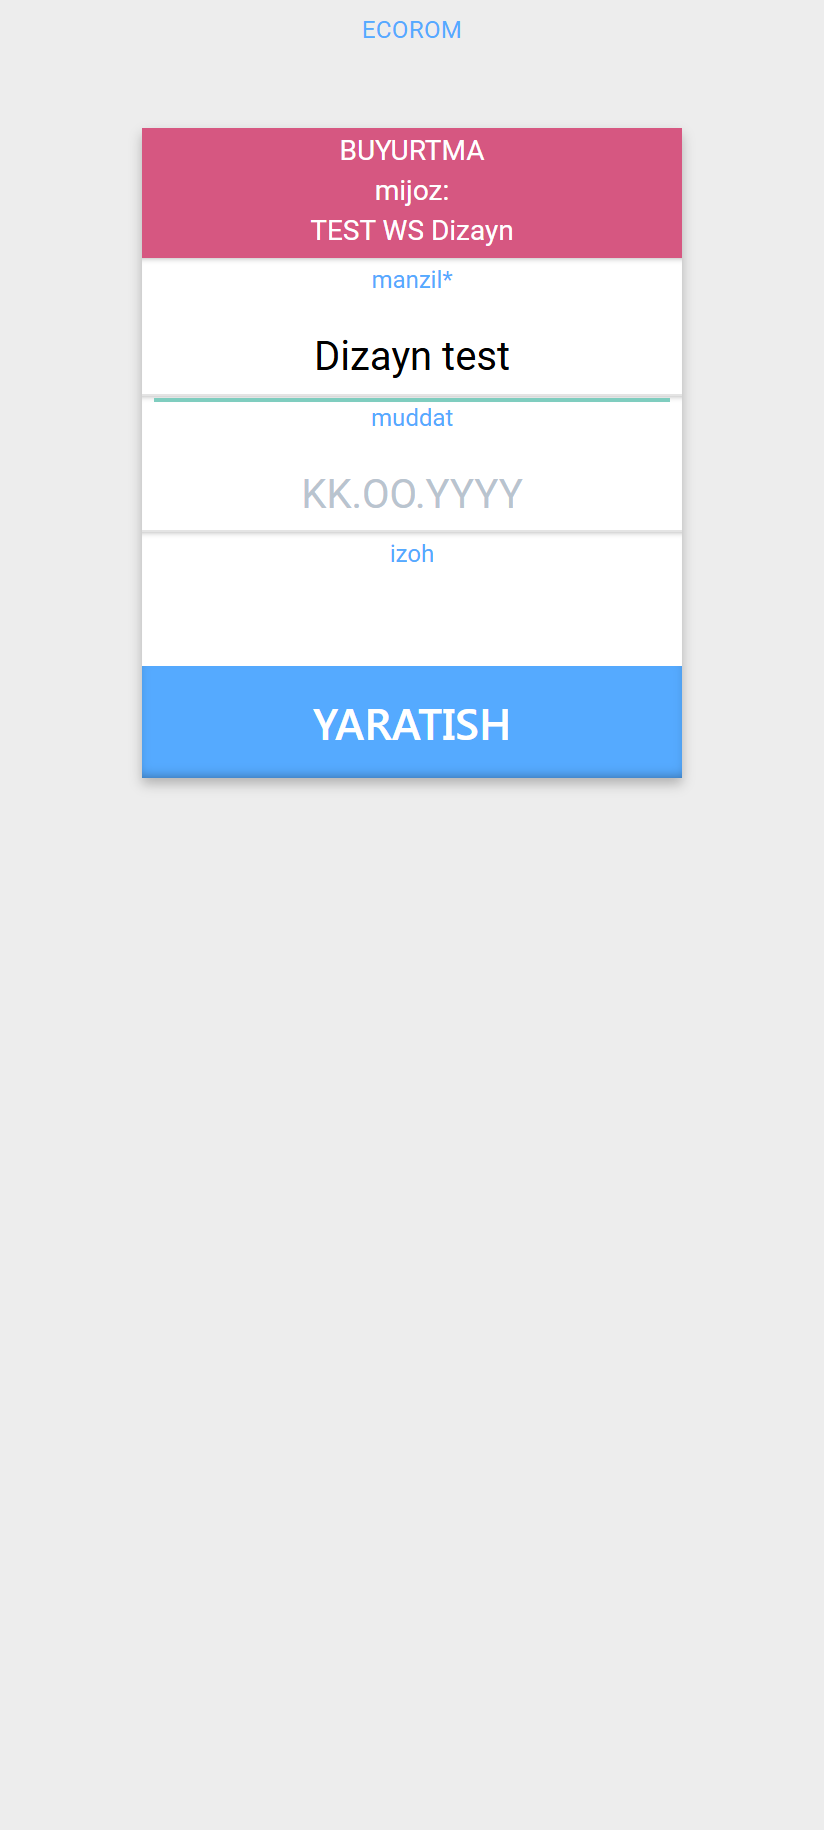 ECOROM
BUYURTMA
mijoz:
TEST WS Dizayn
manzil*
Dizayn test
muddat
KK.OO.YYYY
izoh
YARATISH